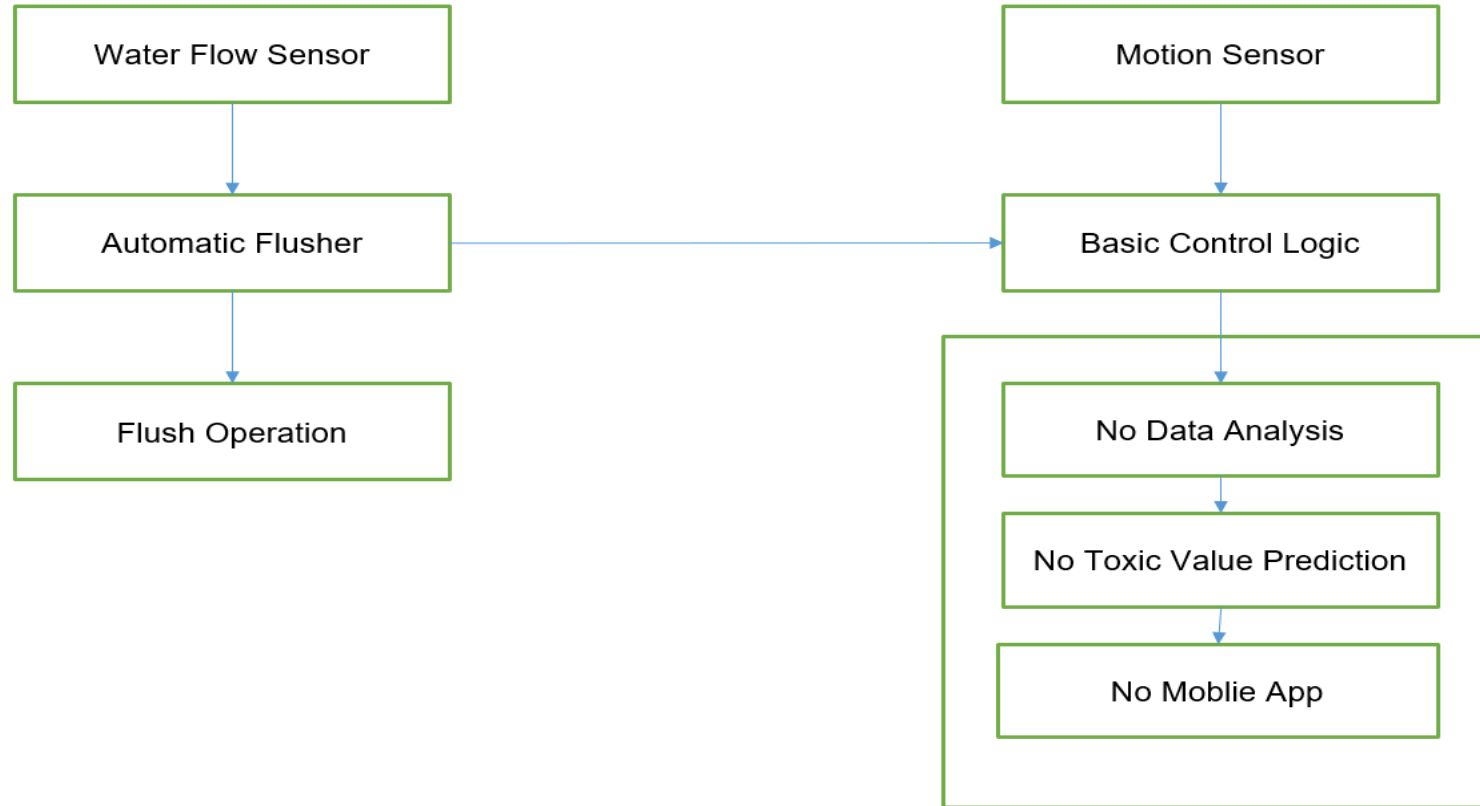 Water Flow Sensor
Motion Sensor
Automatic Flusher
Basic Control Logic
Flush Operation
No Data Analysis
No Toxic Value Prediction
No Moblie App